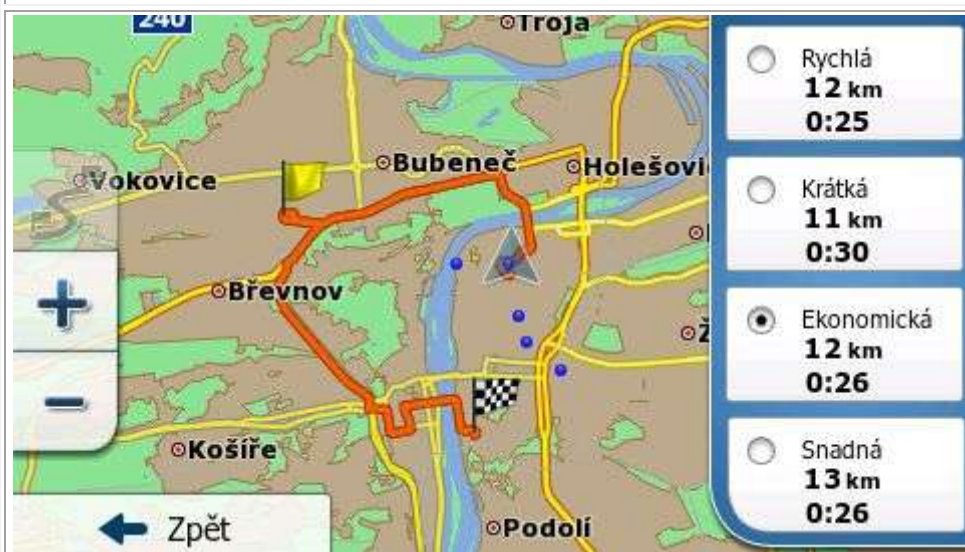 240
Troja
Bubeneč
Vokovice
Břevnov
Košíře
Podolí
Zpět
Rychlá
12 km
0:25
Krátká
11 km
0:30
Ekonomická
12 km
0:26
Snadná
13 km
0:26